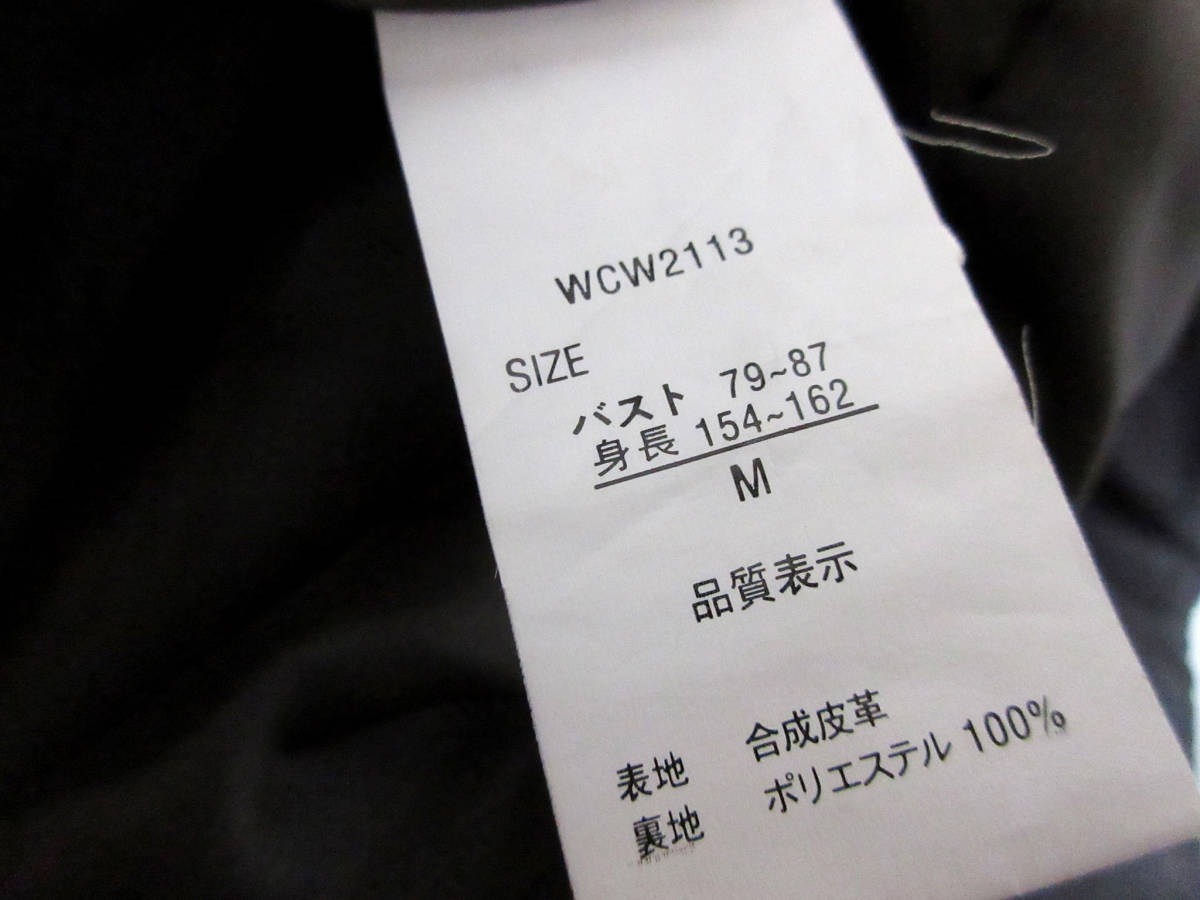 WCW2113
SIZE
バスト 79~87
身長 154~162
M
品質表示
表地 合成皮革
裏地 ポリエステル 100%